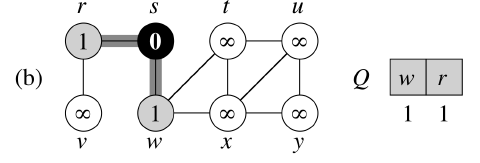 r s t u
1 0 ∞ ∞
(b) Q w r
∞ 1 ∞ ∞ 1 1
v w x y